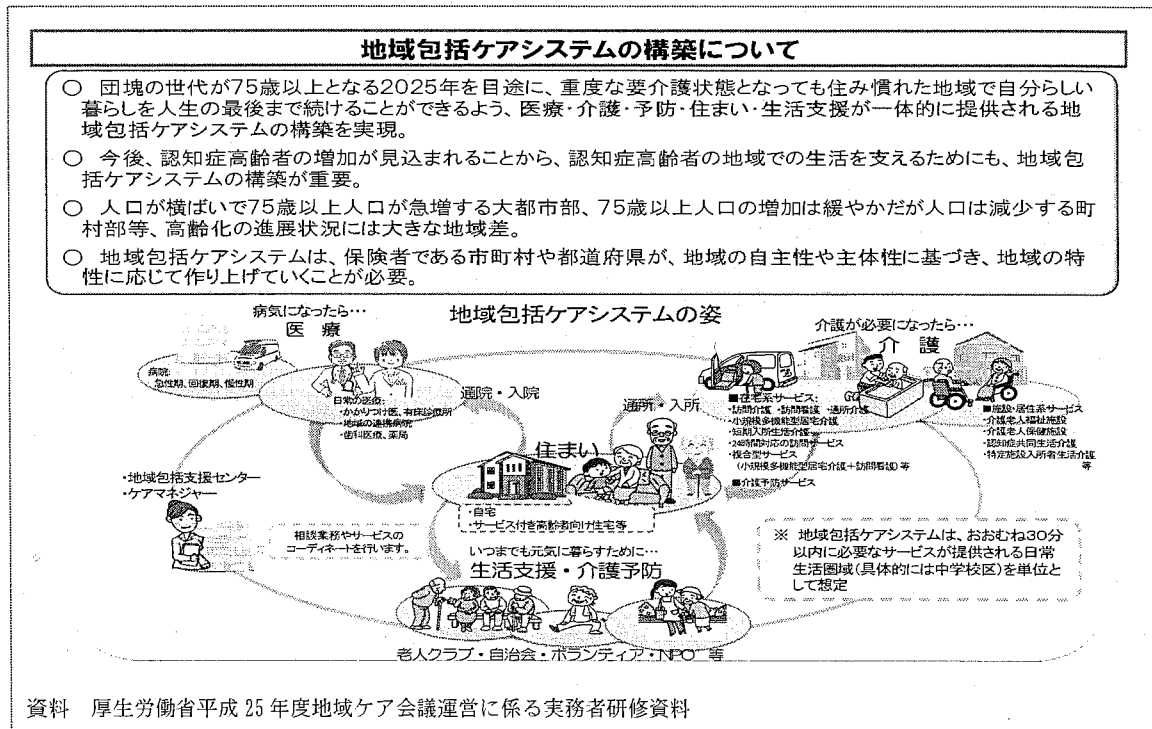 地域包括ケアシステムの構築について
○ 団塊の世代が75歳以上となる2025年を目途に、重度な要介護状態となっても住み慣れた地域で自分らしい
暮らしを人生の最後まで続けることができるよう、医療・介護・予防・住まい・生活支援が一体的に提供される地
域包括ケアシステムの構築を実現。
○ 今後、認知症高齢者の増加が見込まれることから、認知症高齢者の地域での生活を支えるためにも、地域包
括ケアシステムの構築が重要。
○ 人口が横ばいで75歳以上人口が急増する大都市部、75歳以上人口の増加は緩やかだが人口は減少する町
村部等、高齢化の進展状況には大きな地域差。
○ 地域包括ケアシステムは、保険者である市町村や都道府県が、地域の自主性や主体性に基づき、地域の特
性に応じて作り上げていくことが必要。
地域包括ケアシステムの姿
病気になったら…
医 療
病院:
急性期、回復期、慢性期
日常の医療:
・かかりつけ医、有床診療所
・地域の連携病院
・歯科医療、薬局
通院・入院
通所・入所
介護が必要になったら…
介 護
■在宅系サービス:
・訪問介護 ・訪問看護 ・通所介護
・小規模多機能型居宅介護
・短期入所生活介護
・24時間対応の訪問サービス
・複合型サービス
(小規模多機能型居宅介護+訪問看護)等
■介護予防サービス
■施設・居住系サービス
・介護老人福祉施設
・介護老人保健施設
・認知症共同生活介護
・特定施設入所者生活介護
等
住まい
・自宅
・サービス付き高齢者向け住宅等
・地域包括支援センター
・ケアマネジャー
相談業務やサービスの
コーディネートを行います。
いつまでも元気に暮らすために…
生活支援・介護予防
老人クラブ・自治会・ボランティア・NPO 等
※ 地域包括ケアシステムは、おおむね30分
以内に必要なサービスが提供される日常
生活圏域(具体的には中学校区)を単位
として想定
資料 厚生労働省平成25年度地域ケア会議運営に係る実務者研修資料